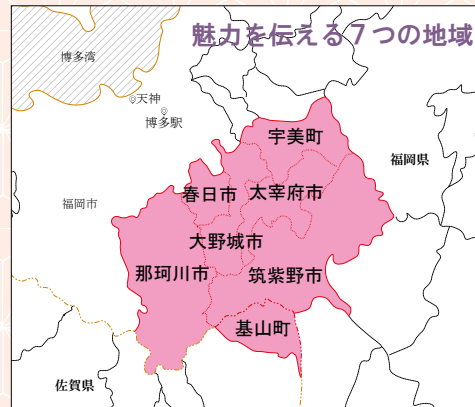 魅力を伝える７つの地域
博多湾
天神
博多駅
宇美町
福岡県
春日市
太宰府市
福岡市
大野城市
那珂川市
筑紫野市
基山町
佐賀県